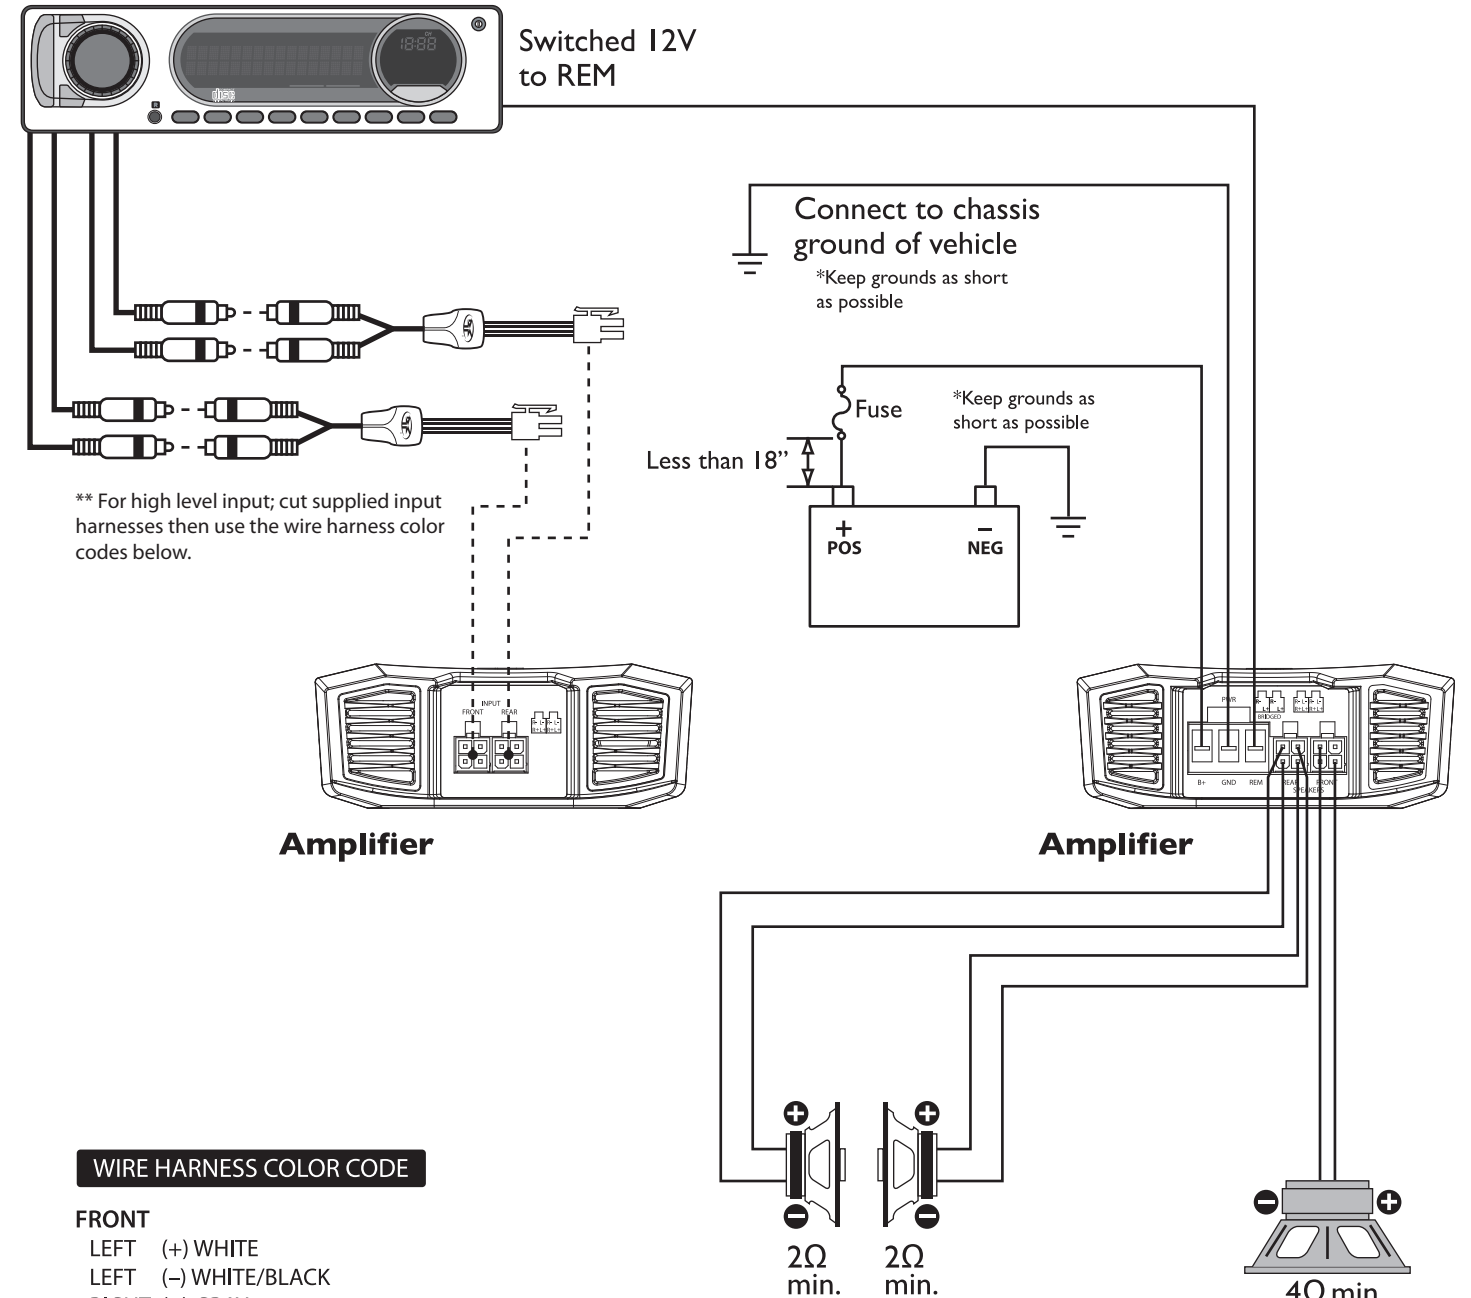 Switched 12V
to REM
disc
Connect to chassis
ground of vehicle
*Keep grounds as short
as possible
Fuse
*Keep grounds as
short as possible
Less than 18”
+
POS
–
NEG
** For high level input; cut supplied input
harnesses then use the wire harness color
codes below.
INPUT
FRONT REAR
R- L- R- L-
R+ L+ R+ L+
Amplifier
PWR
R- R-
L+ L+
BRIDGED
R- L- R- L-
R+ L+ R+ L+
B+ GND REM REAR FRONT
SPEAKERS
Amplifier
WIRE HARNESS COLOR CODE
FRONT
LEFT (+) WHITE
LEFT (–) WHITE/BLACK
2Ω
min.
2Ω
min.
4Ω min.